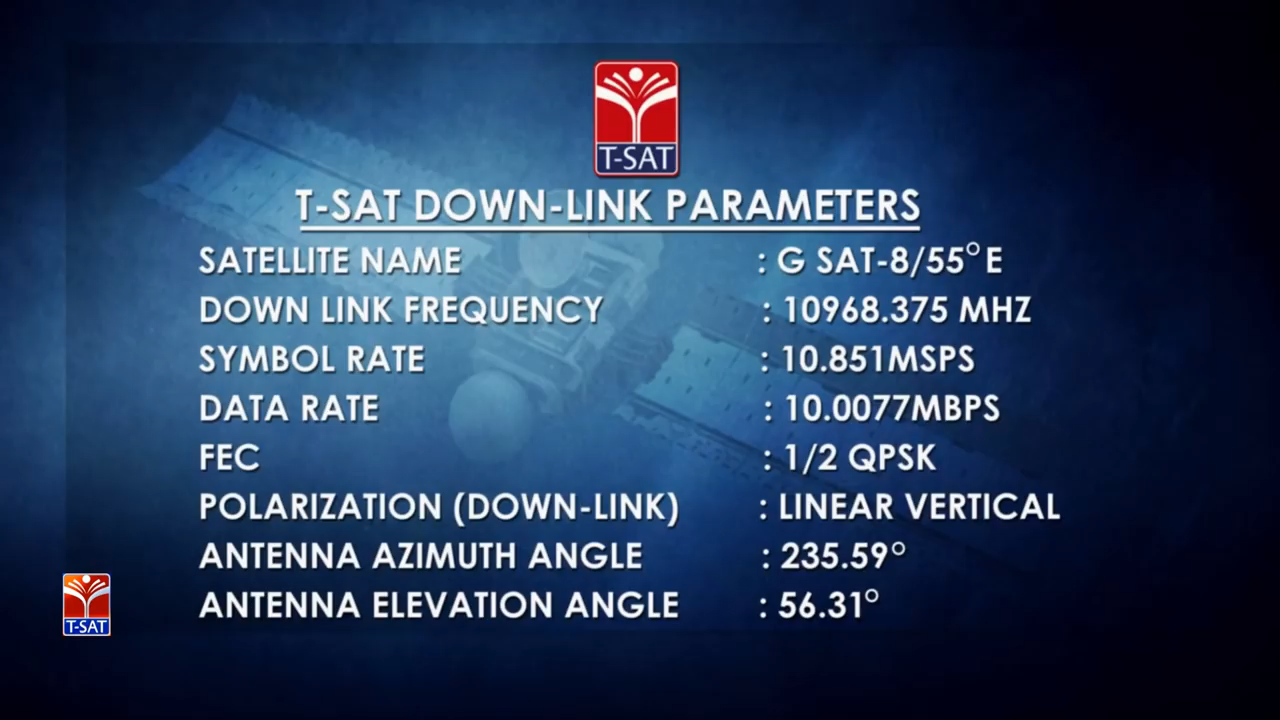 T-SAT
T-SAT DOWN-LINK PARAMETERS
SATELLITE NAME : G SAT-8/55° E
DOWN LINK FREQUENCY : 10968.375 MHZ
SYMBOL RATE : 10.851MSPS
DATA RATE : 10.0077MBPS
FEC : 1/2 QPSK
POLARIZATION (DOWN-LINK) : LINEAR VERTICAL
ANTENNA AZIMUTH ANGLE : 235.59°
ANTENNA ELEVATION ANGLE : 56.31°
T-SAT